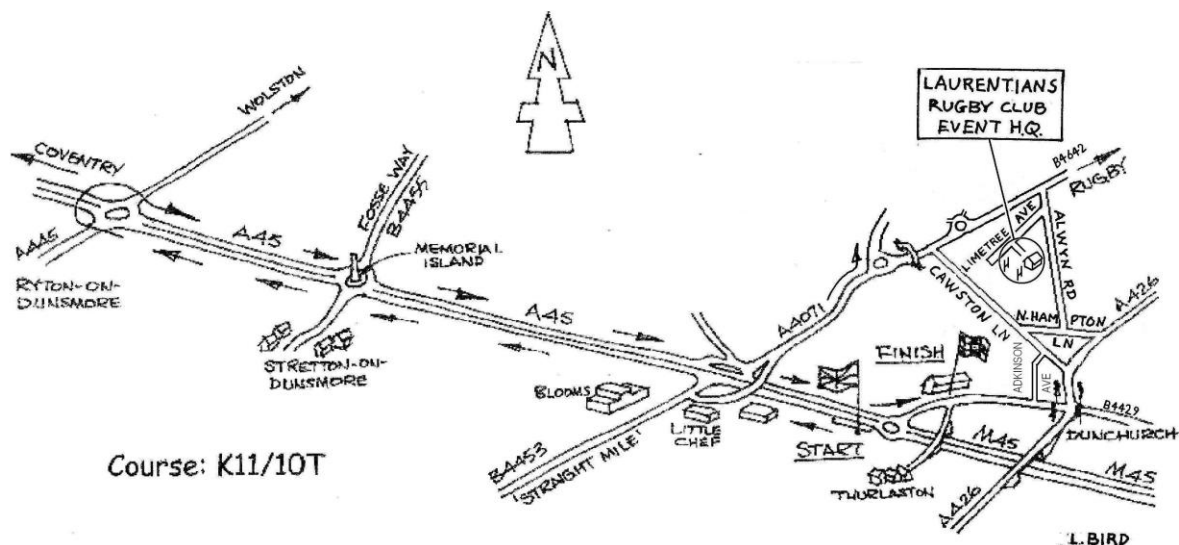 N
LAURENTIANS
RUGBY CLUB
EVENT H.Q.
WOLSTON
COVENTRY
FOSSE WAY
B4455
B4642
RUGBY
LIMETREE AVE
ALWYN RD
A45
MEMORIAL
ISLAND
A445
RYTON-ON-
DUNSMORE
CAWSTON LN
A4071
A426
N.HAM PTON
LN
A45
STRETTON-ON-
DUNSMORE
FINISH
ADKINSON
AVE
BLOOMS
LITTLE
CHEF
START
B4429
DUNCHURCH
M45
M45
Course: K11/10T
B4453
'STRAIGHT MILE'
THURLASTON
A426
L.BIRD